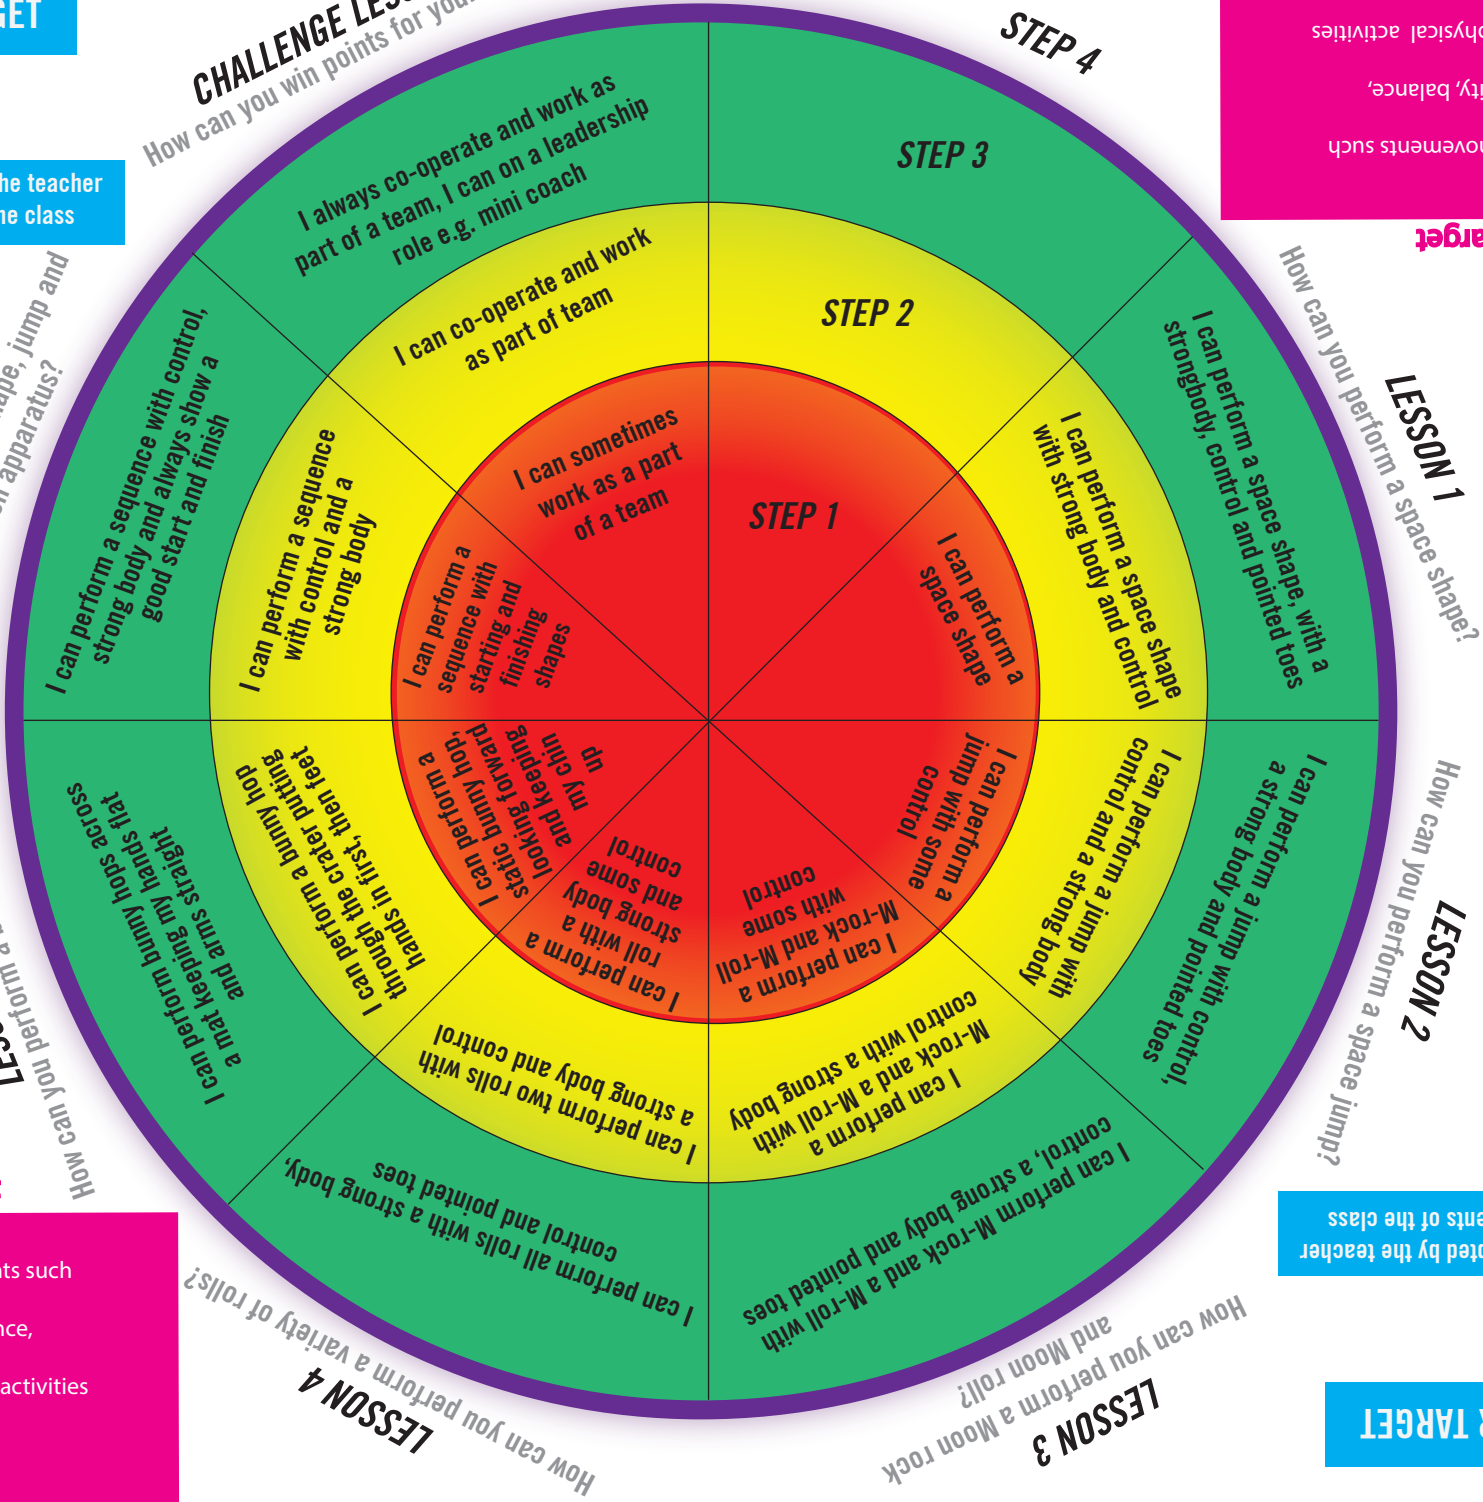 GET
he teacher
he class
CHALLENGE
How can you win points for
I always co-operate and work as
part of a team, I can on a leadership
role e.g. mini coach
I can co-operate and work
as part of team
I can sometimes
work as a part
of a team
STEP 4
STEP 3
STEP 2
STEP 1
physical activities
balance,
movements such
target
LESSON 1
How can you perform a space shape?
I can perform a space shape, with a
strongbody, control and pointed toes
I can perform a space shape
with strong body and control
I can perform a
space shape
LESSON 2
How can you perform a space jump?
I can perform a jump with control,
a strong body and pointed toes
I can perform a jump with
control and a strong body
I can perform a
jump with some
control
by the teacher
of the class
TARGET
LESSON 3
How can you perform a Moon rock
and Moon roll?
I can perform M-rock and a M-roll with
control, a strong body and pointed toes
I can perform a
M-rock and a M-roll with
control with a strong body
I can perform a
M-rock and M-roll
with some
control
LESSON 4
How can you perform a variety of rolls?
I can perform all rolls with a strong body,
control and pointed toes
I can perform two rolls with
a strong body and control
I can perform a
roll with a
strong body
and some
control
How can you perform a
I can perform bunny hops across
a mat keeping my hands flat
and arms straight
I can perform a bunny hop
through the crater putting
hands in first, then feet
I can perform a
static bunny hop,
looking forward
and keeping
my chin
up
jump and
apparatus?
I can perform a sequence with control,
strong body and always show a
good start and finish
I can perform a sequence
with control and a
strong body
I can perform a
sequence with
starting and
finishing
shapes
such
activities